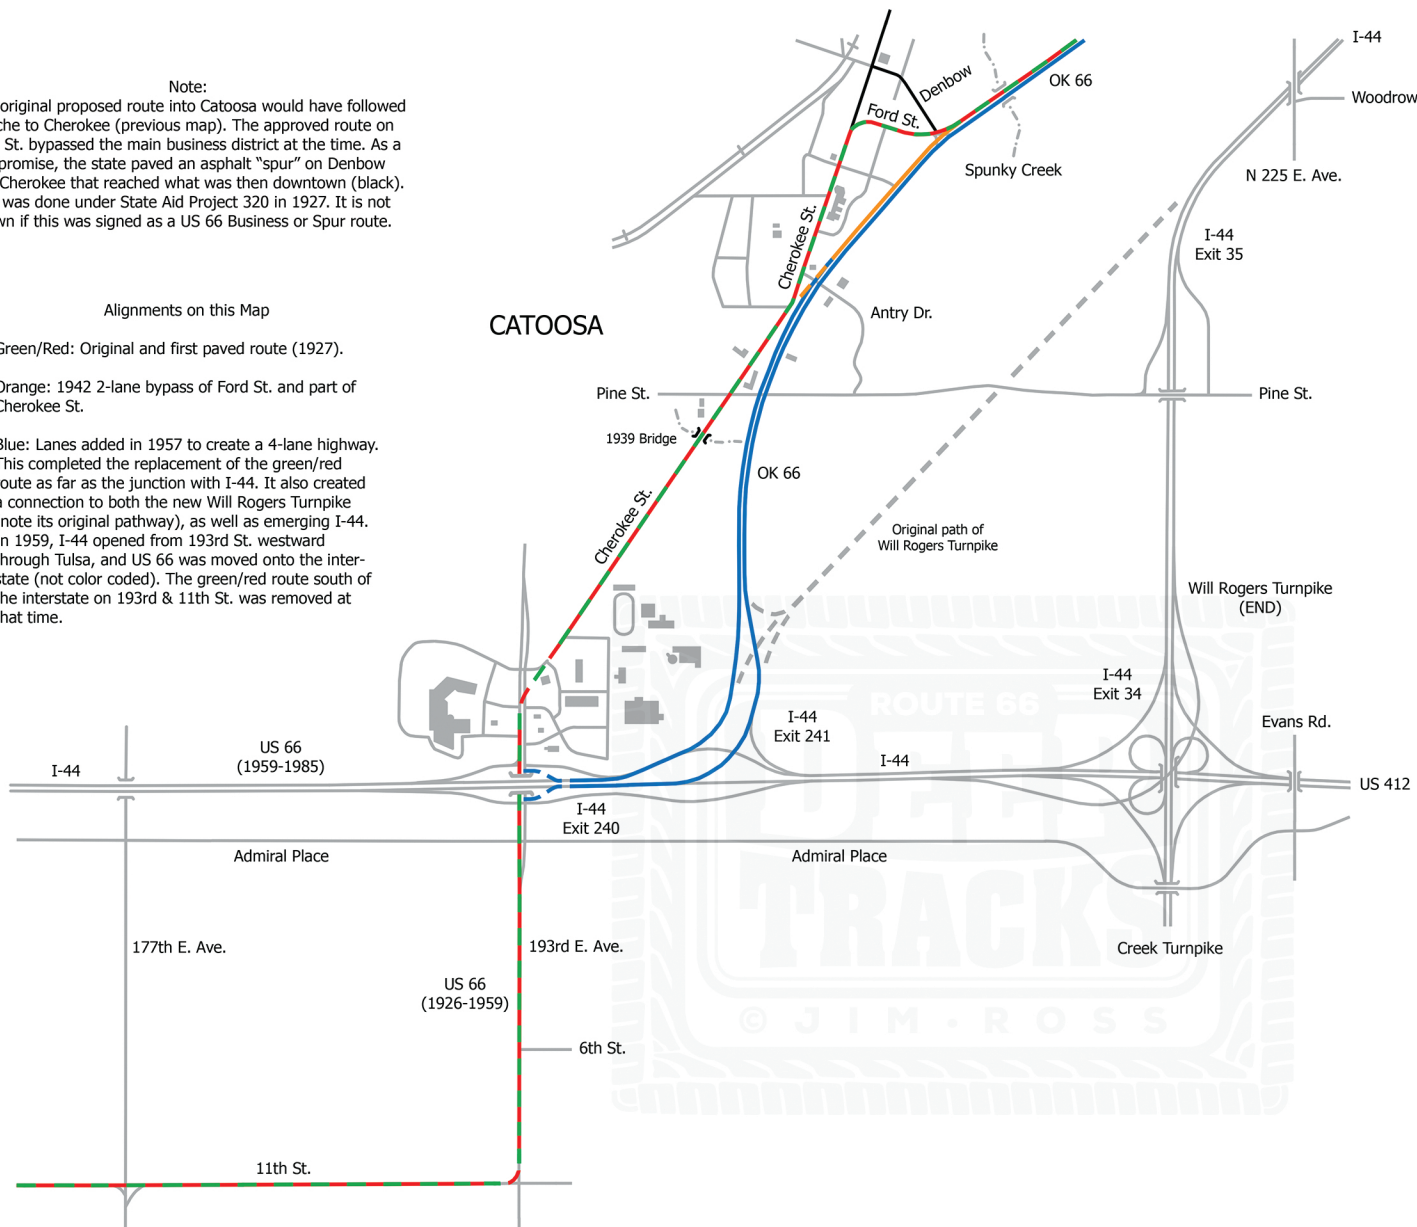 Note:
original proposed route into Catoosa would have followed
che to Cherokee (previous map). The approved route on
St. bypassed the main business district at the time. As a
promise, the state paved an asphalt “spur” on Denbow
Cherokee that reached what was then downtown (black).
was done under State Aid Project 320 in 1927. It is not
wn if this was signed as a US 66 Business or Spur route.
Alignments on this Map
Green/Red: Original and first paved route (1927).
Orange: 1942 2-lane bypass of Ford St. and part of
Cherokee St.
Blue: Lanes added in 1957 to create a 4-lane highway.
This completed the replacement of the green/red
route as far as the junction with I-44. It also created
a connection to both the new Will Rogers Turnpike
note its original pathway), as well as emerging I-44.
n 1959, I-44 opened from 193rd St. westward
hrough Tulsa, and US 66 was moved onto the inter-
state (not color coded). The green/red route south of
he interstate on 193rd & 11th St. was removed at
hat time.
I-44
Denbow
OK 66
Woodrow
Ford St.
Spunky Creek
N 225 E. Ave.
Cherokee St.
I-44
Exit 35
Antry Dr.
CATOOSA
Pine St.
Pine St.
1939 Bridge
OK 66
Cherokee St.
Original path of
Will Rogers Turnpike
Will Rogers Turnpike
(END)
I-44
Exit 34
ROUTE 66
I-44
Exit 241
Evans Rd.
US 66
(1959-1985)
I-44
I-44
US 412
I-44
Exit 240
DEEP
Admiral Place
Admiral Place
TRACKS
177th E. Ave.
193rd E. Ave.
Creek Turnpike
US 66
(1926-1959)
© JIM · ROSS
6th St.
11th St.